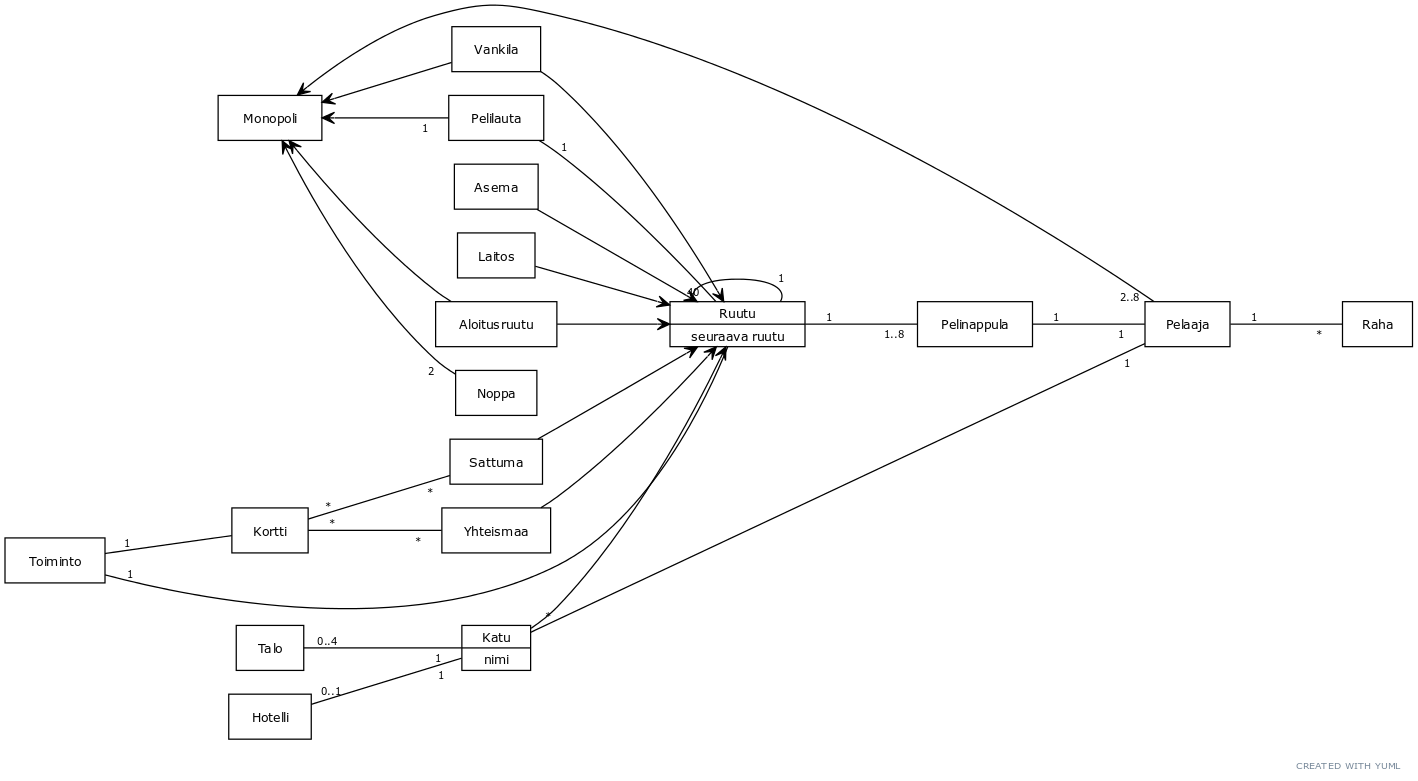 Vankila
Monopoli
Pelilauta
1
1
Asema
Laitos
1
40
2..8
Aloitusruutu
Ruutu
seuraava ruutu
1
1..8
Pelinappula
1
1
Pelaaja
1
*
Raha
1
2
Noppa
Sattuma
*
*
Kortti
*
*
Yhteismaa
1
Toiminto
1
*
Talo
0..4
Katu
nimi
1
1
0..1
Hotelli
CREATED WITH YUML